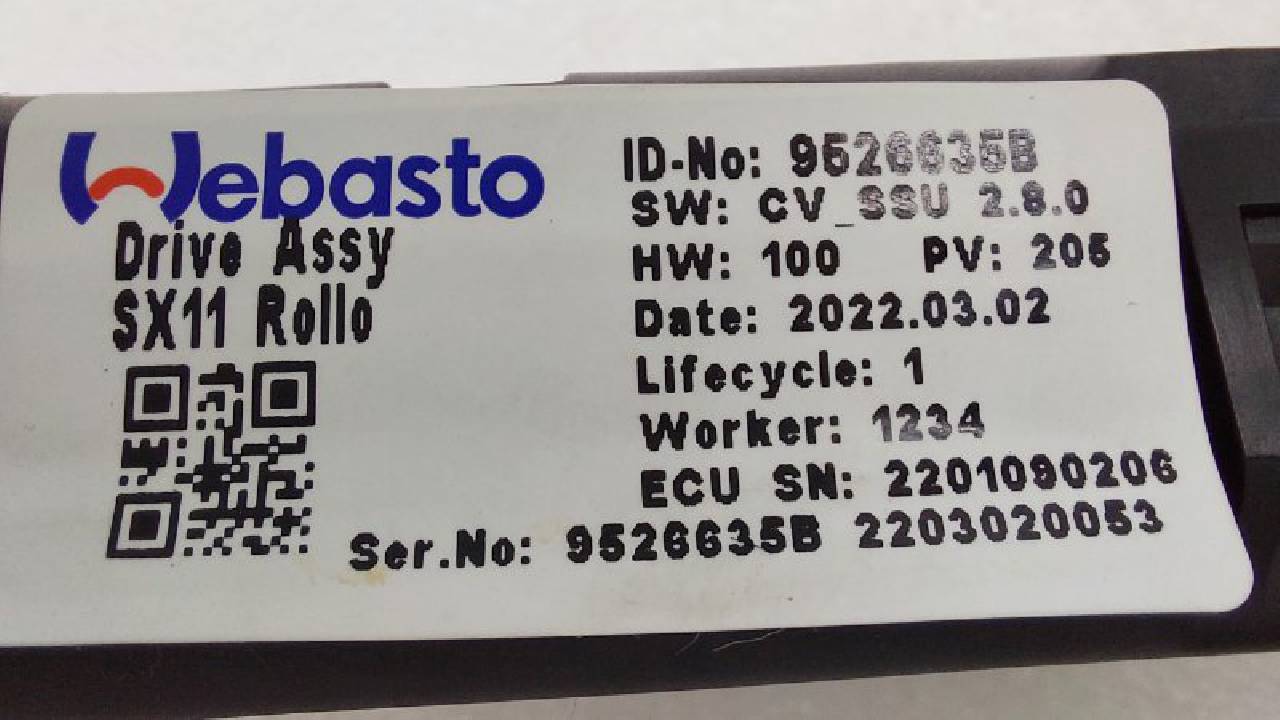 Webasto
Drive Assy
SX11 Rollo
ID-No: 9526635B
SW: CV_SSU 2.8.0
HW: 100 PV: 205
Date: 2022.03.02
Lifecycle: 1
Worker: 1234
ECU SN: 2201090206
Ser.No: 9526635B 2203020053